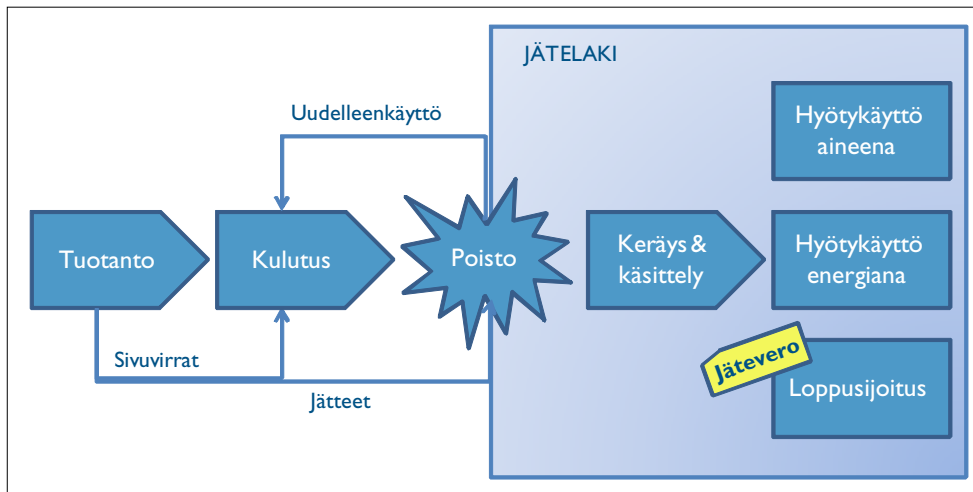 JÄTELAKI
Uudelleenkäyttö
Hyötykäyttö
aineena
Tuotanto
Kulutus
Poisto
Keräys &
käsittely
Hyötykäyttö
energiana
Sivuvirrat
Jätteet
Jätevero
Loppusijoitus